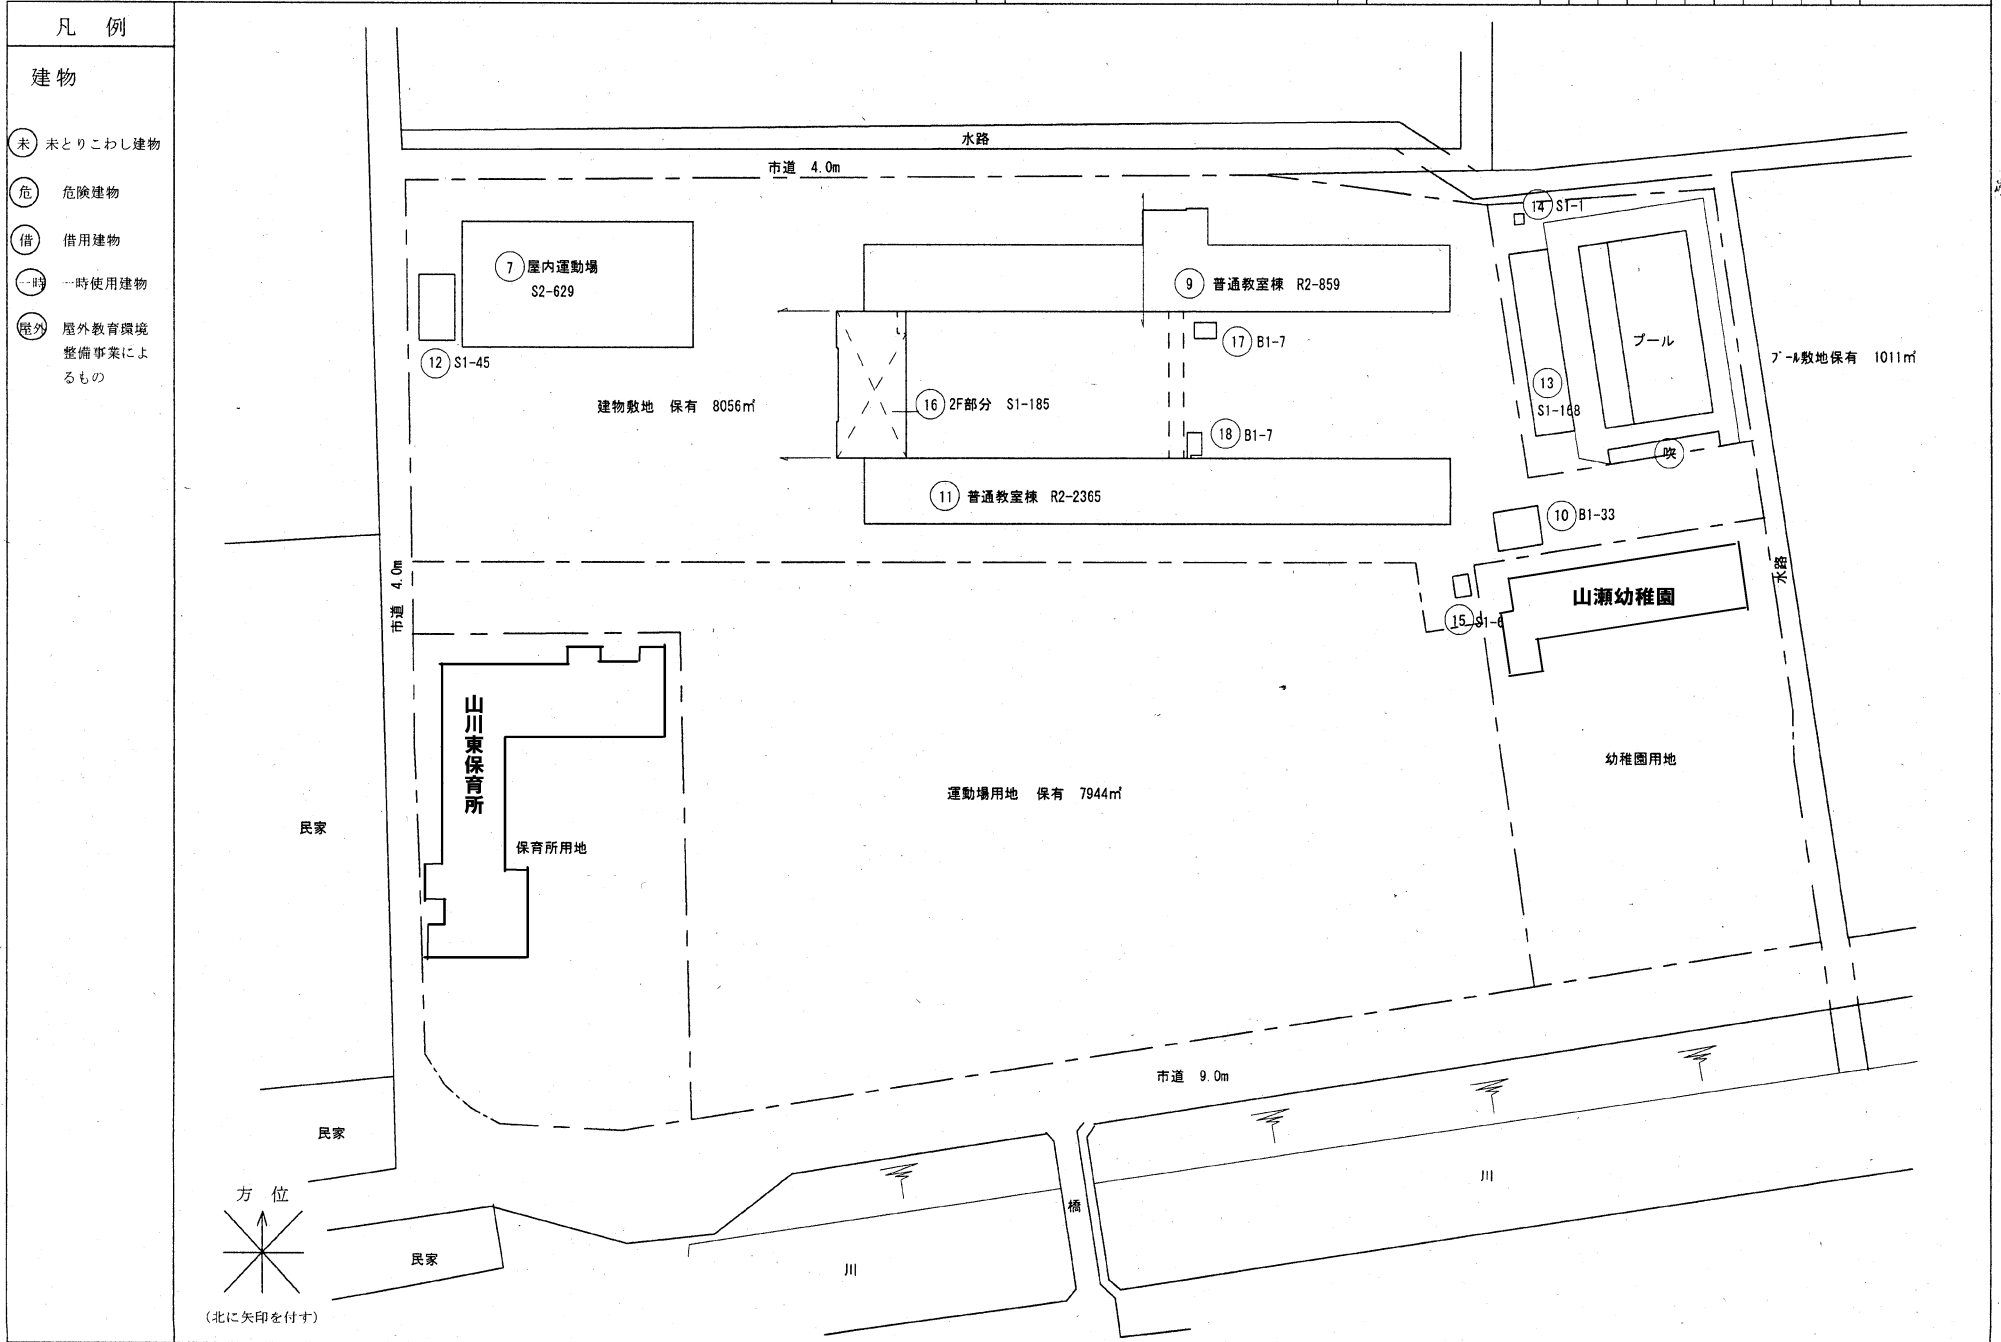 凡 例
建物
未 未とりこわし建物
危 危険建物
借 借用建物
一時 一時使用建物
屋外 屋外教育環境
整備事業によ
るもの
水路
市道 4.0m
14 S1-1
7 屋内運動場
S2-629
9 普通教室棟 R2-859
12 S1-45
17 B1-7
プール
プール敷地保有 1011㎡
13
S1-168
建物敷地 保有 8056㎡
16 2F部分 S1-185
18 B1-7
吹
11 普通教室棟 R2-2365
10 B1-33
市道 4.0m
水路
山瀬幼稚園
15 S1-6
山川東保育所
幼稚園用地
運動場用地 保有 7944㎡
民家
保育所用地
市道 9.0m
民家
川
橋
方 位
民家
川
(北に矢印を付す)